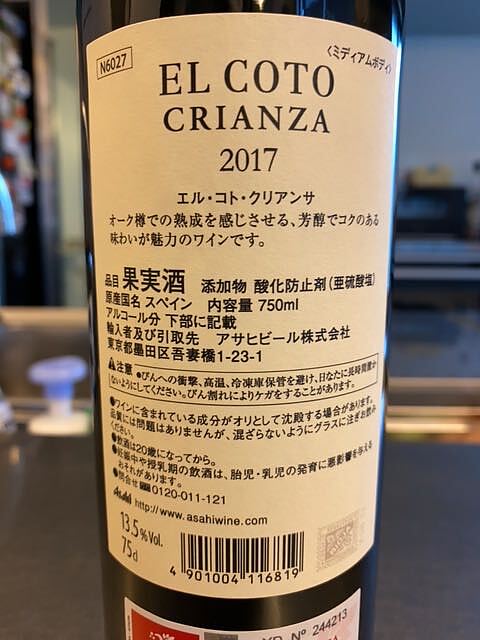 N6027
〈ミディアムボディ〉
EL COTO
CRIANZA
2017
エル・コト・クリアンサ
オーク樽での熟成を感じさせる、芳醇でコクのある
味わいが魅力のワインです。
品目 果実酒 添加物 酸化防止剤(亜硫酸塩)
原産国名 スペイン 内容量 750ml
アルコール分 下部に記載
輸入者及び引取先 アサヒビール株式会社
東京都墨田区吾妻橋1-23-1
⚠注意 ●びんへの衝撃、高温、冷凍庫保管を避け、日なたに長時間置か
ないようにしてください。びん割れによりケガをすることがあります。
●ワインに含まれている成分がオリとして沈殿する場合があります。
品質には問題はありませんが、混ざらないようにグラスに注ぎお飲み
ください。
●飲酒は20歳になってから。
●妊娠中や授乳期の飲酒は、胎児・乳児の発育に悪影響を与える
おそれがあります。
●問合せ 0120-011-121
Asahi http://www.asahiwine.com
13.5%Vol.
75cl
4 901004 116819
Nº 244213